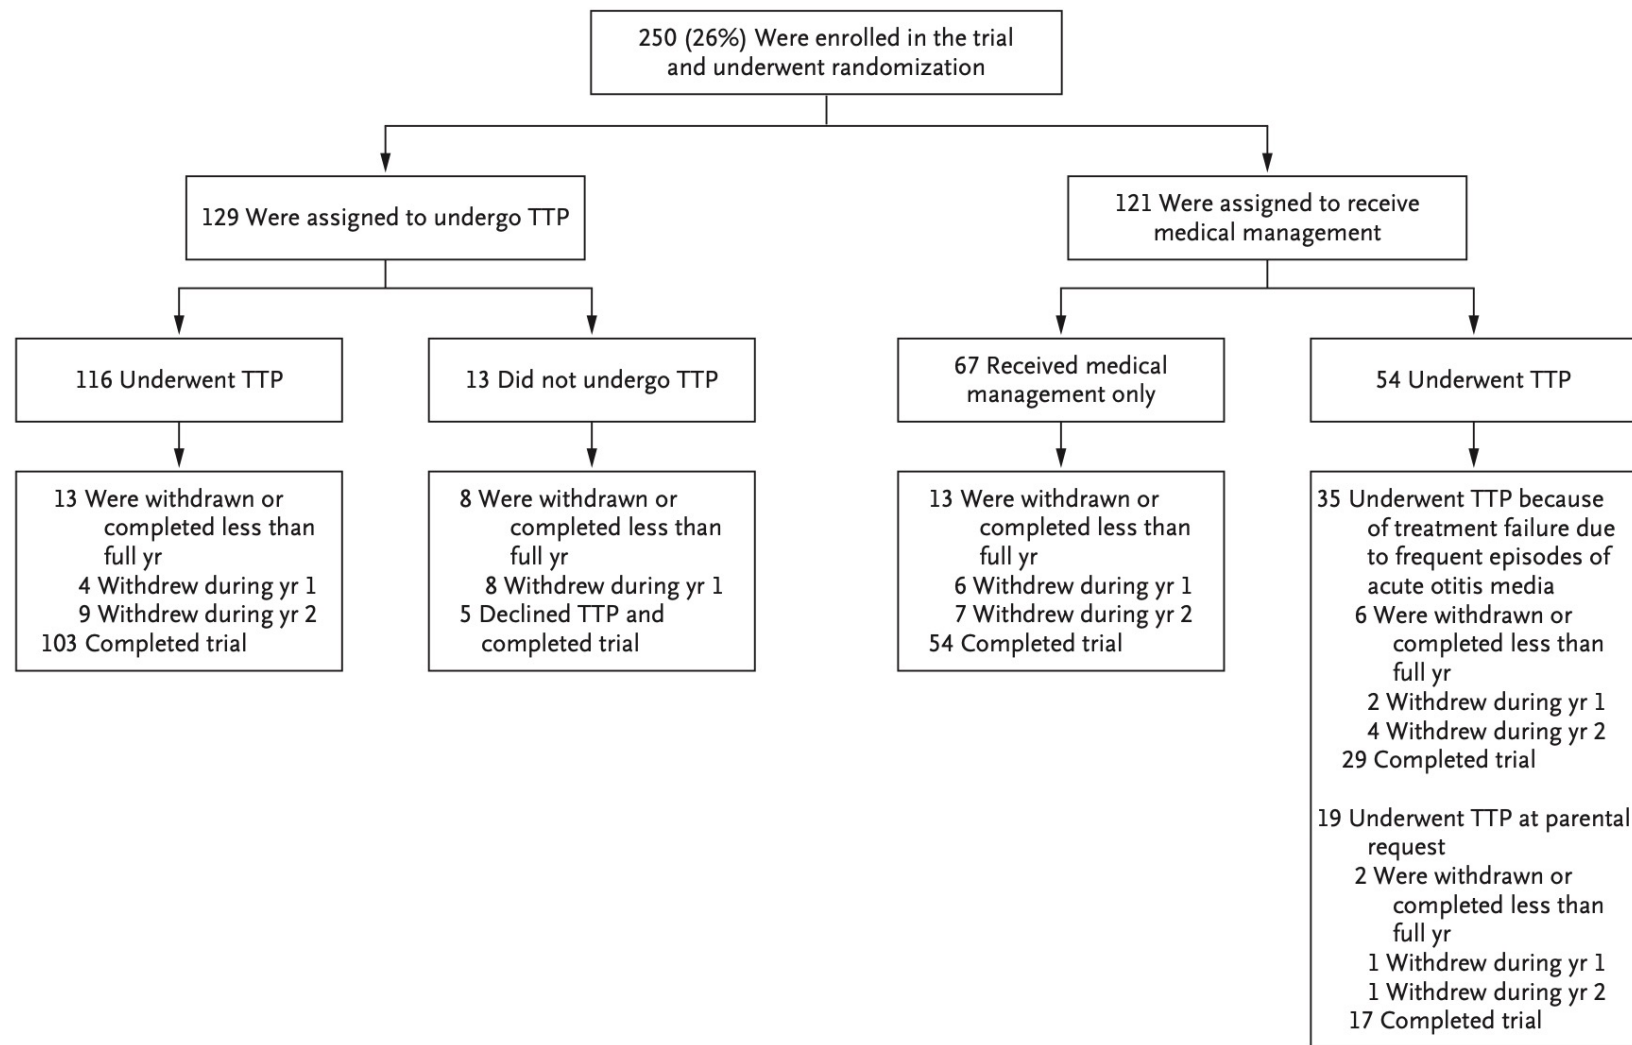 250 (26%) Were enrolled in the trial
and underwent randomization
129 Were assigned to undergo TTP
121 Were assigned to receive
medical management
116 Underwent TTP
13 Did not undergo TTP
67 Received medical
management only
54 Underwent TTP
13 Were withdrawn or
completed less than
full yr
4 Withdrew during yr 1
9 Withdrew during yr 2
103 Completed trial
8 Were withdrawn or
completed less than
full yr
8 Withdrew during yr 1
5 Declined TTP and
completed trial
13 Were withdrawn or
completed less than
full yr
6 Withdrew during yr 1
7 Withdrew during yr 2
54 Completed trial
35 Underwent TTP because
of treatment failure due
to frequent episodes of
acute otitis media
6 Were withdrawn or
completed less than
full yr
2 Withdrew during yr 1
4 Withdrew during yr 2
29 Completed trial
19 Underwent TTP at parental
request
2 Were withdrawn or
completed less than
full yr
1 Withdrew during yr 1
1 Withdrew during yr 2
17 Completed trial